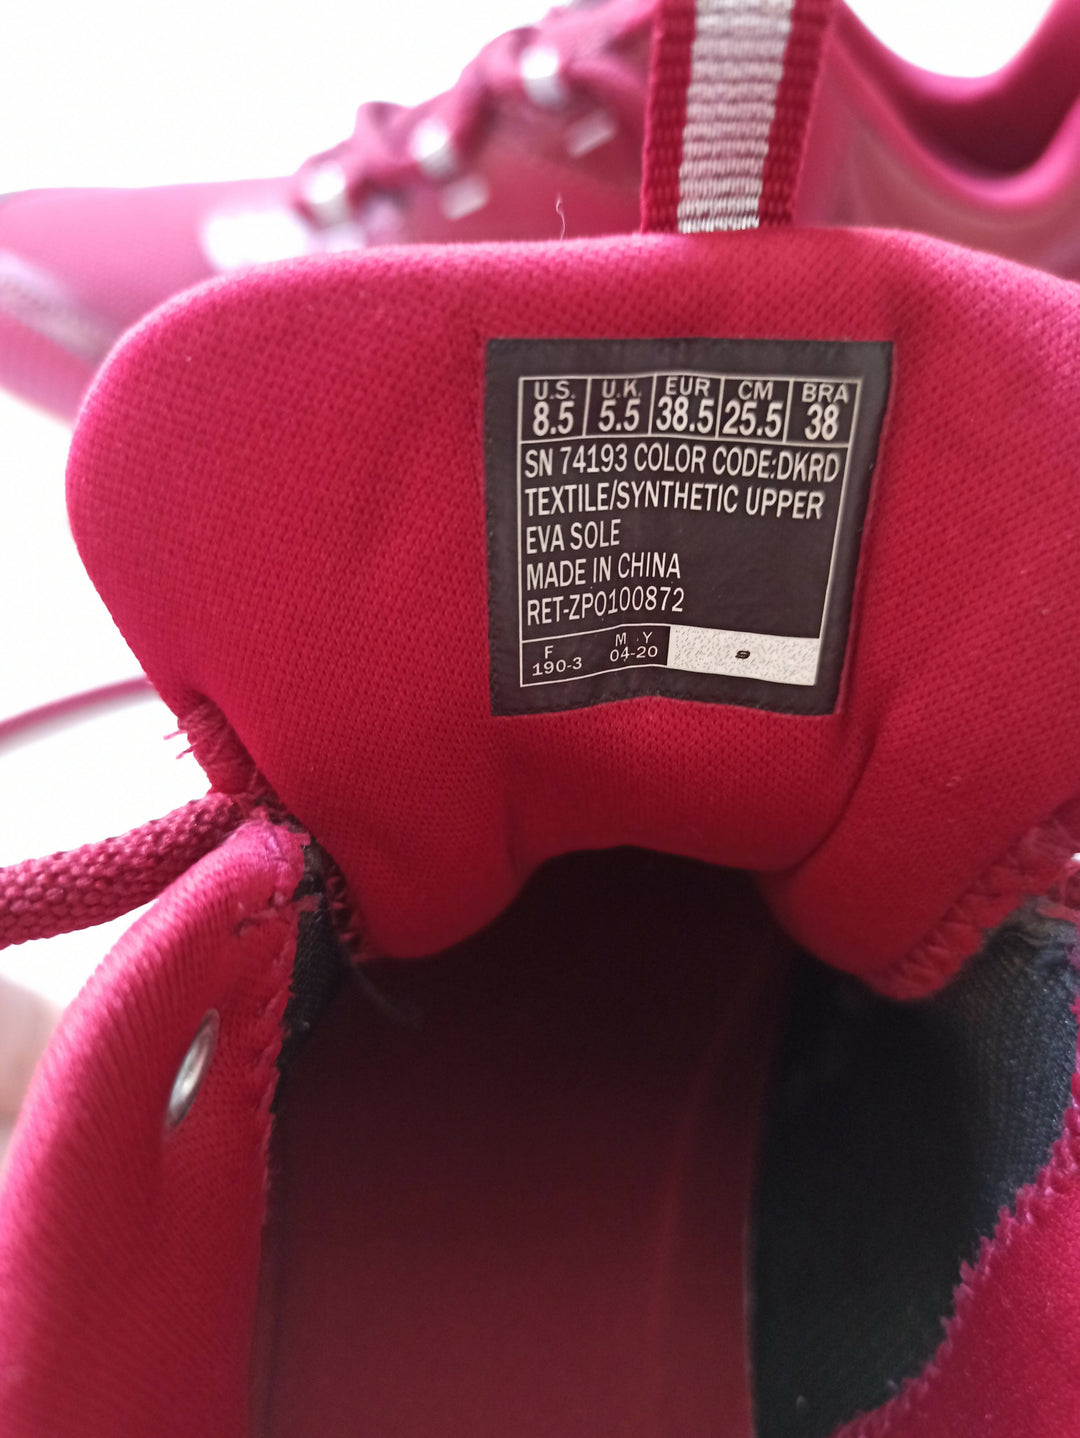 U.S. U.K. EUR CM BRA
8.5 5.5 38.5 25.5 38
SN 74193 COLOR CODE:DKRD
TEXTILE/SYNTHETIC UPPER
EVA SOLE
MADE IN CHINA
RET-ZPO100872
F M Y
190-3 04-20